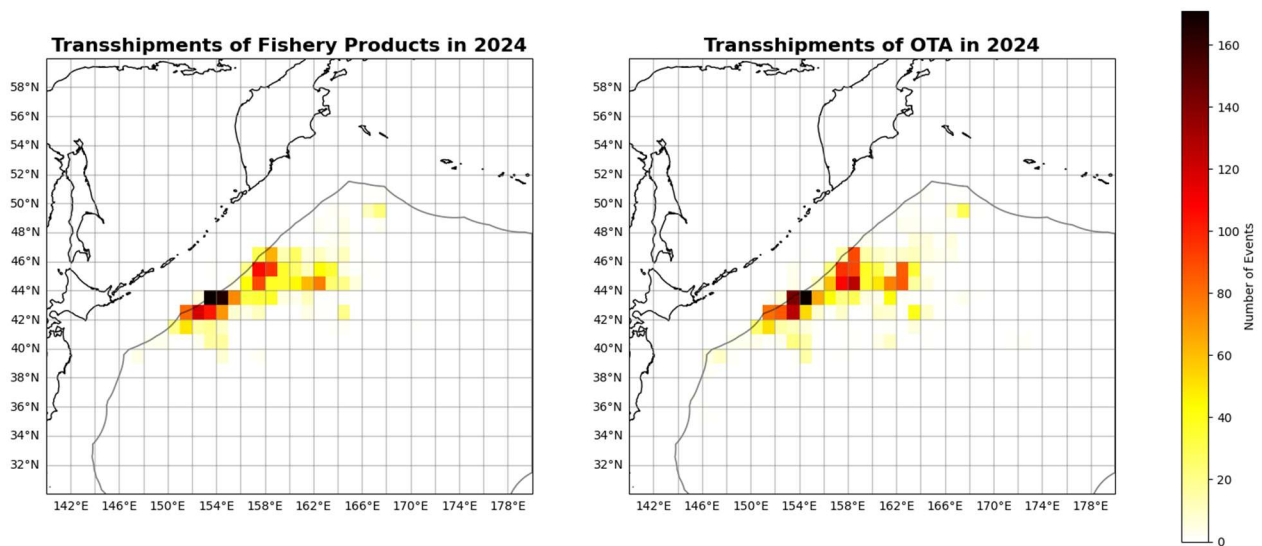 Transshipments of Fishery Products in 2024
58°N
56°N
54°N
52°N
50°N
48°N
46°N
44°N
42°N
40°N
38°N
36°N
34°N
32°N
142°E 146°E 150°E 154°E 158°E 162°E 166°E 170°E 174°E 178°E
Transshipments of OTA in 2024
58°N
56°N
54°N
52°N
50°N
48°N
46°N
44°N
42°N
40°N
38°N
36°N
34°N
32°N
142°E 146°E 150°E 154°E 158°E 162°E 166°E 170°E 174°E 178°E
160
140
120
100
80
60
40
20
0
Number of Events